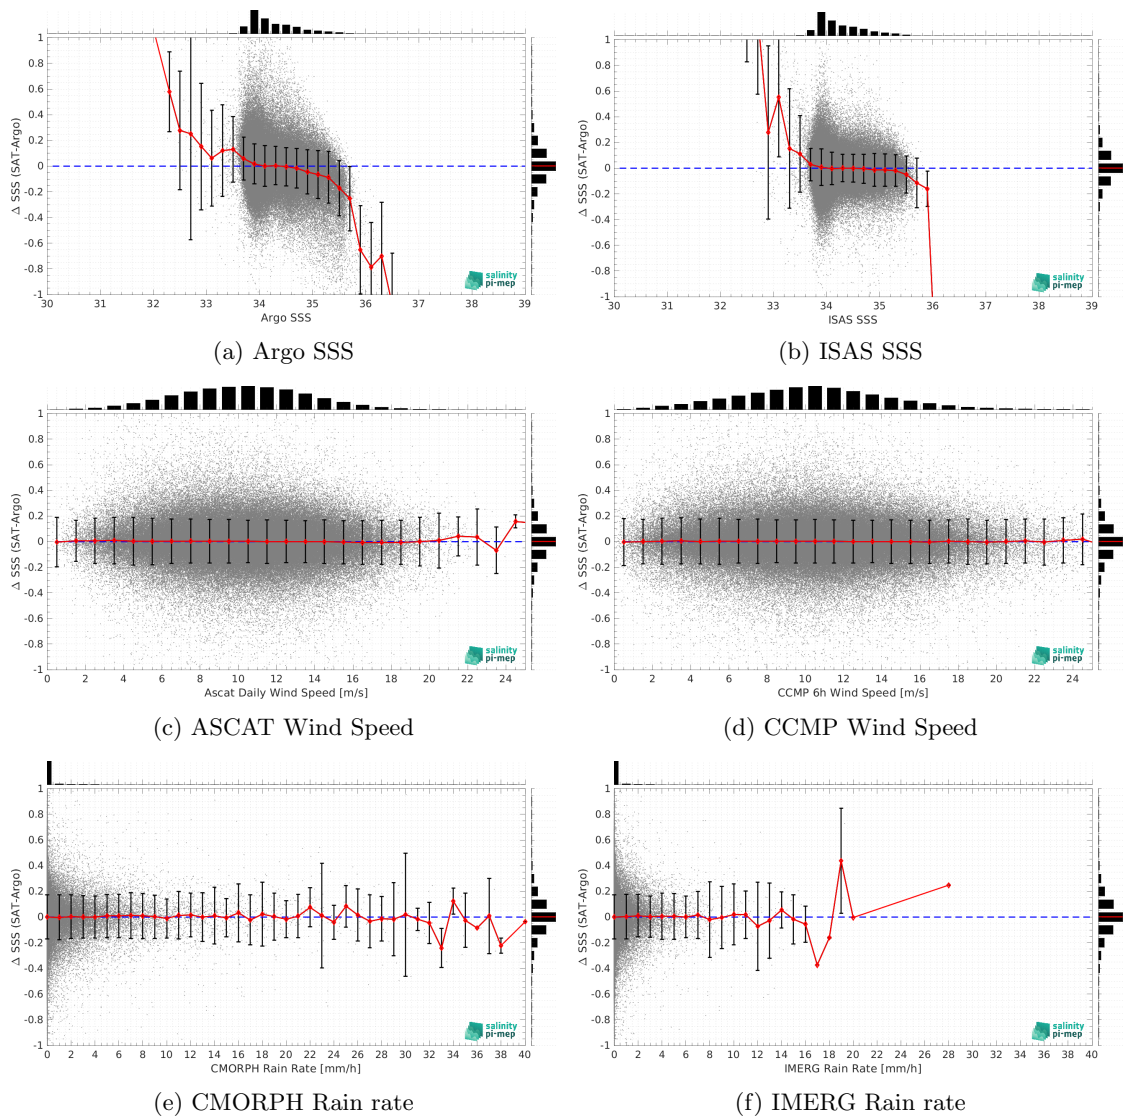 1
0.8
0.6
0.4
0.2
0
-0.2
-0.4
-0.6
-0.8
-1
Δ SSS (SAT-Argo)
30 31 32 33 34 35 36 37 38 39
Argo SSS
salinity
pi-mep
(a) Argo SSS
1
0.8
0.6
0.4
0.2
0
-0.2
-0.4
-0.6
-0.8
-1
Δ SSS (SAT-Argo)
30 31 32 33 34 35 36 37 38 39
ISAS SSS
salinity
pi-mep
(b) ISAS SSS
1
0.8
0.6
0.4
0.2
0
-0.2
-0.4
-0.6
-0.8
-1
Δ SSS (SAT-Argo)
0 2 4 6 8 10 12 14 16 18 20 22 24
Ascat Daily Wind Speed [m/s]
salinity
pi-mep
(c) ASCAT Wind Speed
1
0.8
0.6
0.4
0.2
0
-0.2
-0.4
-0.6
-0.8
-1
Δ SSS (SAT-Argo)
0 2 4 6 8 10 12 14 16 18 20 22 24
CCMP 6h Wind Speed [m/s]
salinity
pi-mep
(d) CCMP Wind Speed
1
0.8
0.6
0.4
0.2
0
-0.2
-0.4
-0.6
-0.8
-1
Δ SSS (SAT-Argo)
0 2 4 6 8 10 12 14 16 18 20 22 24 26 28 30 32 34 36 38 40
CMORPH Rain Rate [mm/h]
salinity
pi-mep
(e) CMORPH Rain rate
1
0.8
0.6
0.4
0.2
0
-0.2
-0.4
-0.6
-0.8
-1
Δ SSS (SAT-Argo)
0 2 4 6 8 10 12 14 16 18 20 22 24 26 28 30 32 34 36 38 40
IMERG Rain Rate [mm/h]
salinity
pi-mep
(f) IMERG Rain rate